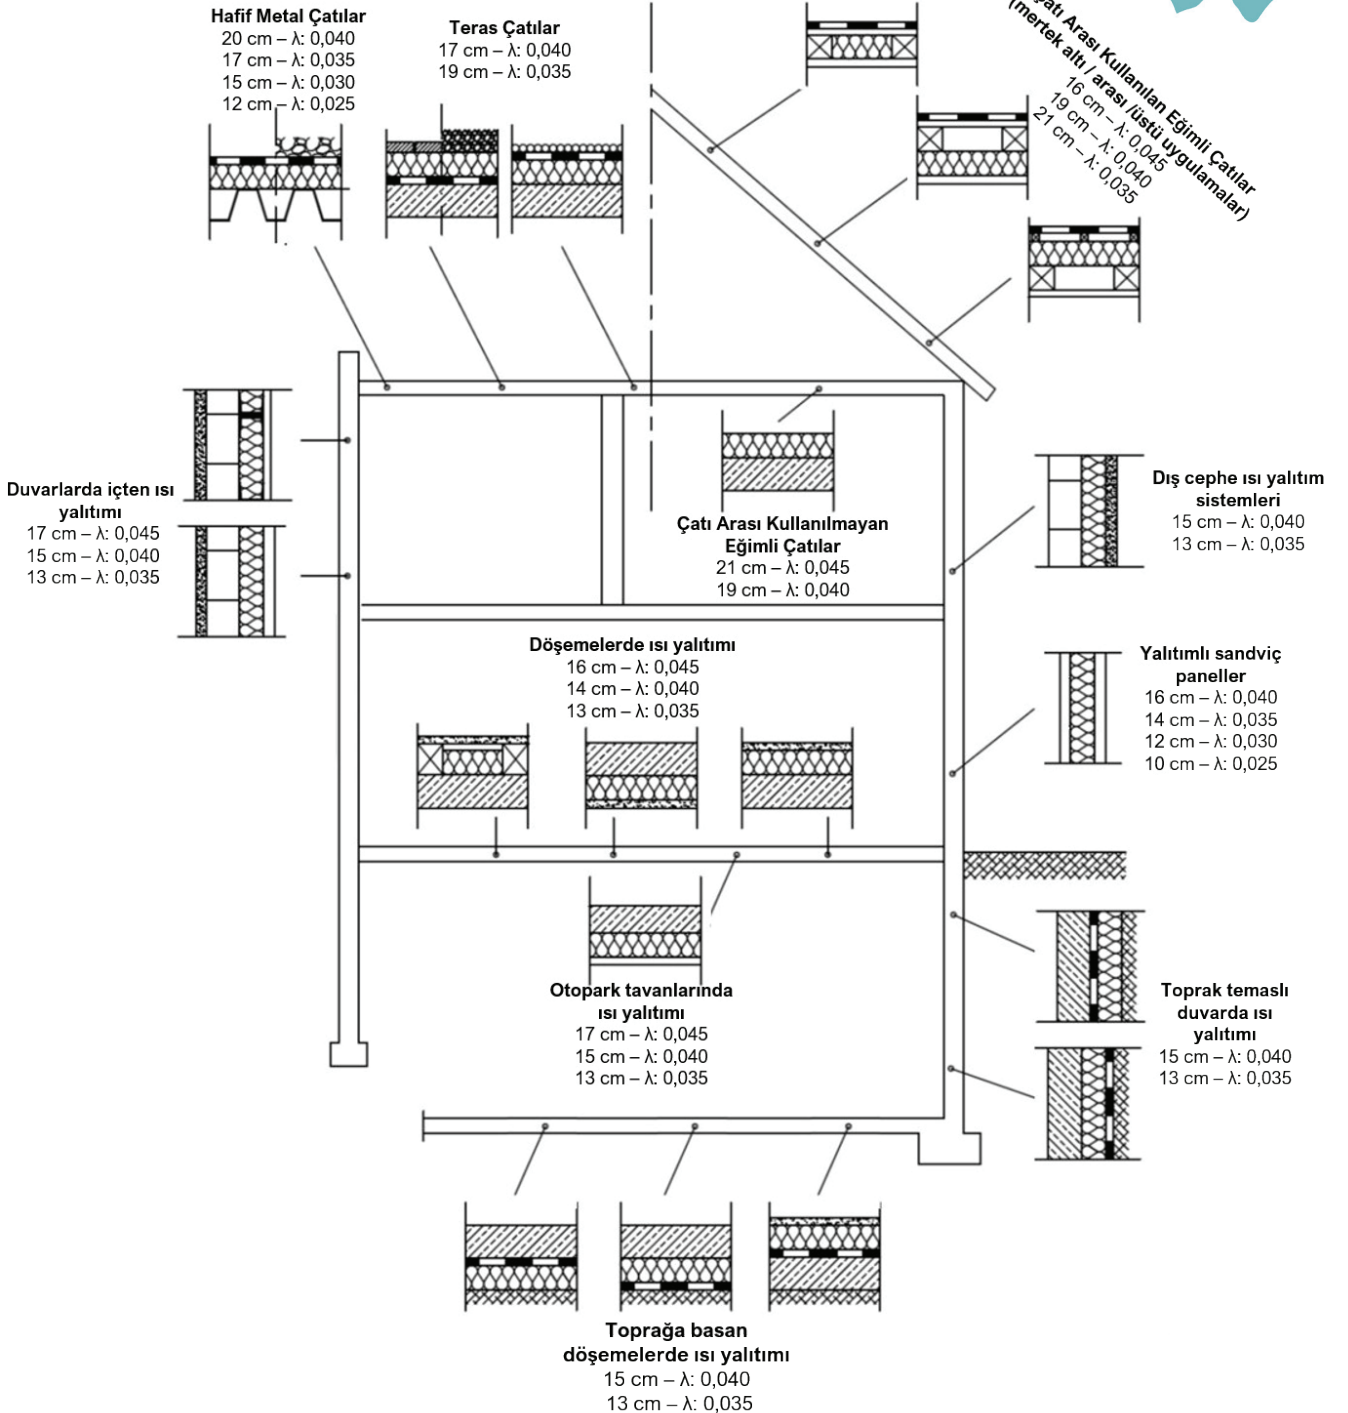 Hafif Metal Çatılar
20 cm – λ: 0,040
17 cm – λ: 0,035
15 cm – λ: 0,030
12 cm – λ: 0,025
Teras Çatılar
17 cm – λ: 0,040
19 cm – λ: 0,035
Çatı Arası Kullanılan Eğimli Çatılar
(mertek altı / arası /üstü uygulamalar)
16 cm – λ: 0,045
19 cm – λ: 0,040
21 cm – λ: 0,035
Duvarlarda içten ısı
yalıtımı
17 cm – λ: 0,045
15 cm – λ: 0,040
13 cm – λ: 0,035
Çatı Arası Kullanılmayan
Eğimli Çatılar
21 cm – λ: 0,045
19 cm – λ: 0,040
Dış cephe ısı yalıtım
sistemleri
15 cm – λ: 0,040
13 cm – λ: 0,035
Döşemelerde ısı yalıtımı
16 cm – λ: 0,045
14 cm – λ: 0,040
13 cm – λ: 0,035
Yalıtımlı sandviç
paneller
16 cm – λ: 0,040
14 cm – λ: 0,035
12 cm – λ: 0,030
10 cm – λ: 0,025
Otopark tavanlarında
ısı yalıtımı
17 cm – λ: 0,045
15 cm – λ: 0,040
13 cm – λ: 0,035
Toprak temaslı
duvarda ısı
yalıtımı
15 cm – λ: 0,040
13 cm – λ: 0,035
Toprağa basan
döşemelerde ısı yalıtımı
15 cm – λ: 0,040
13 cm – λ: 0,035